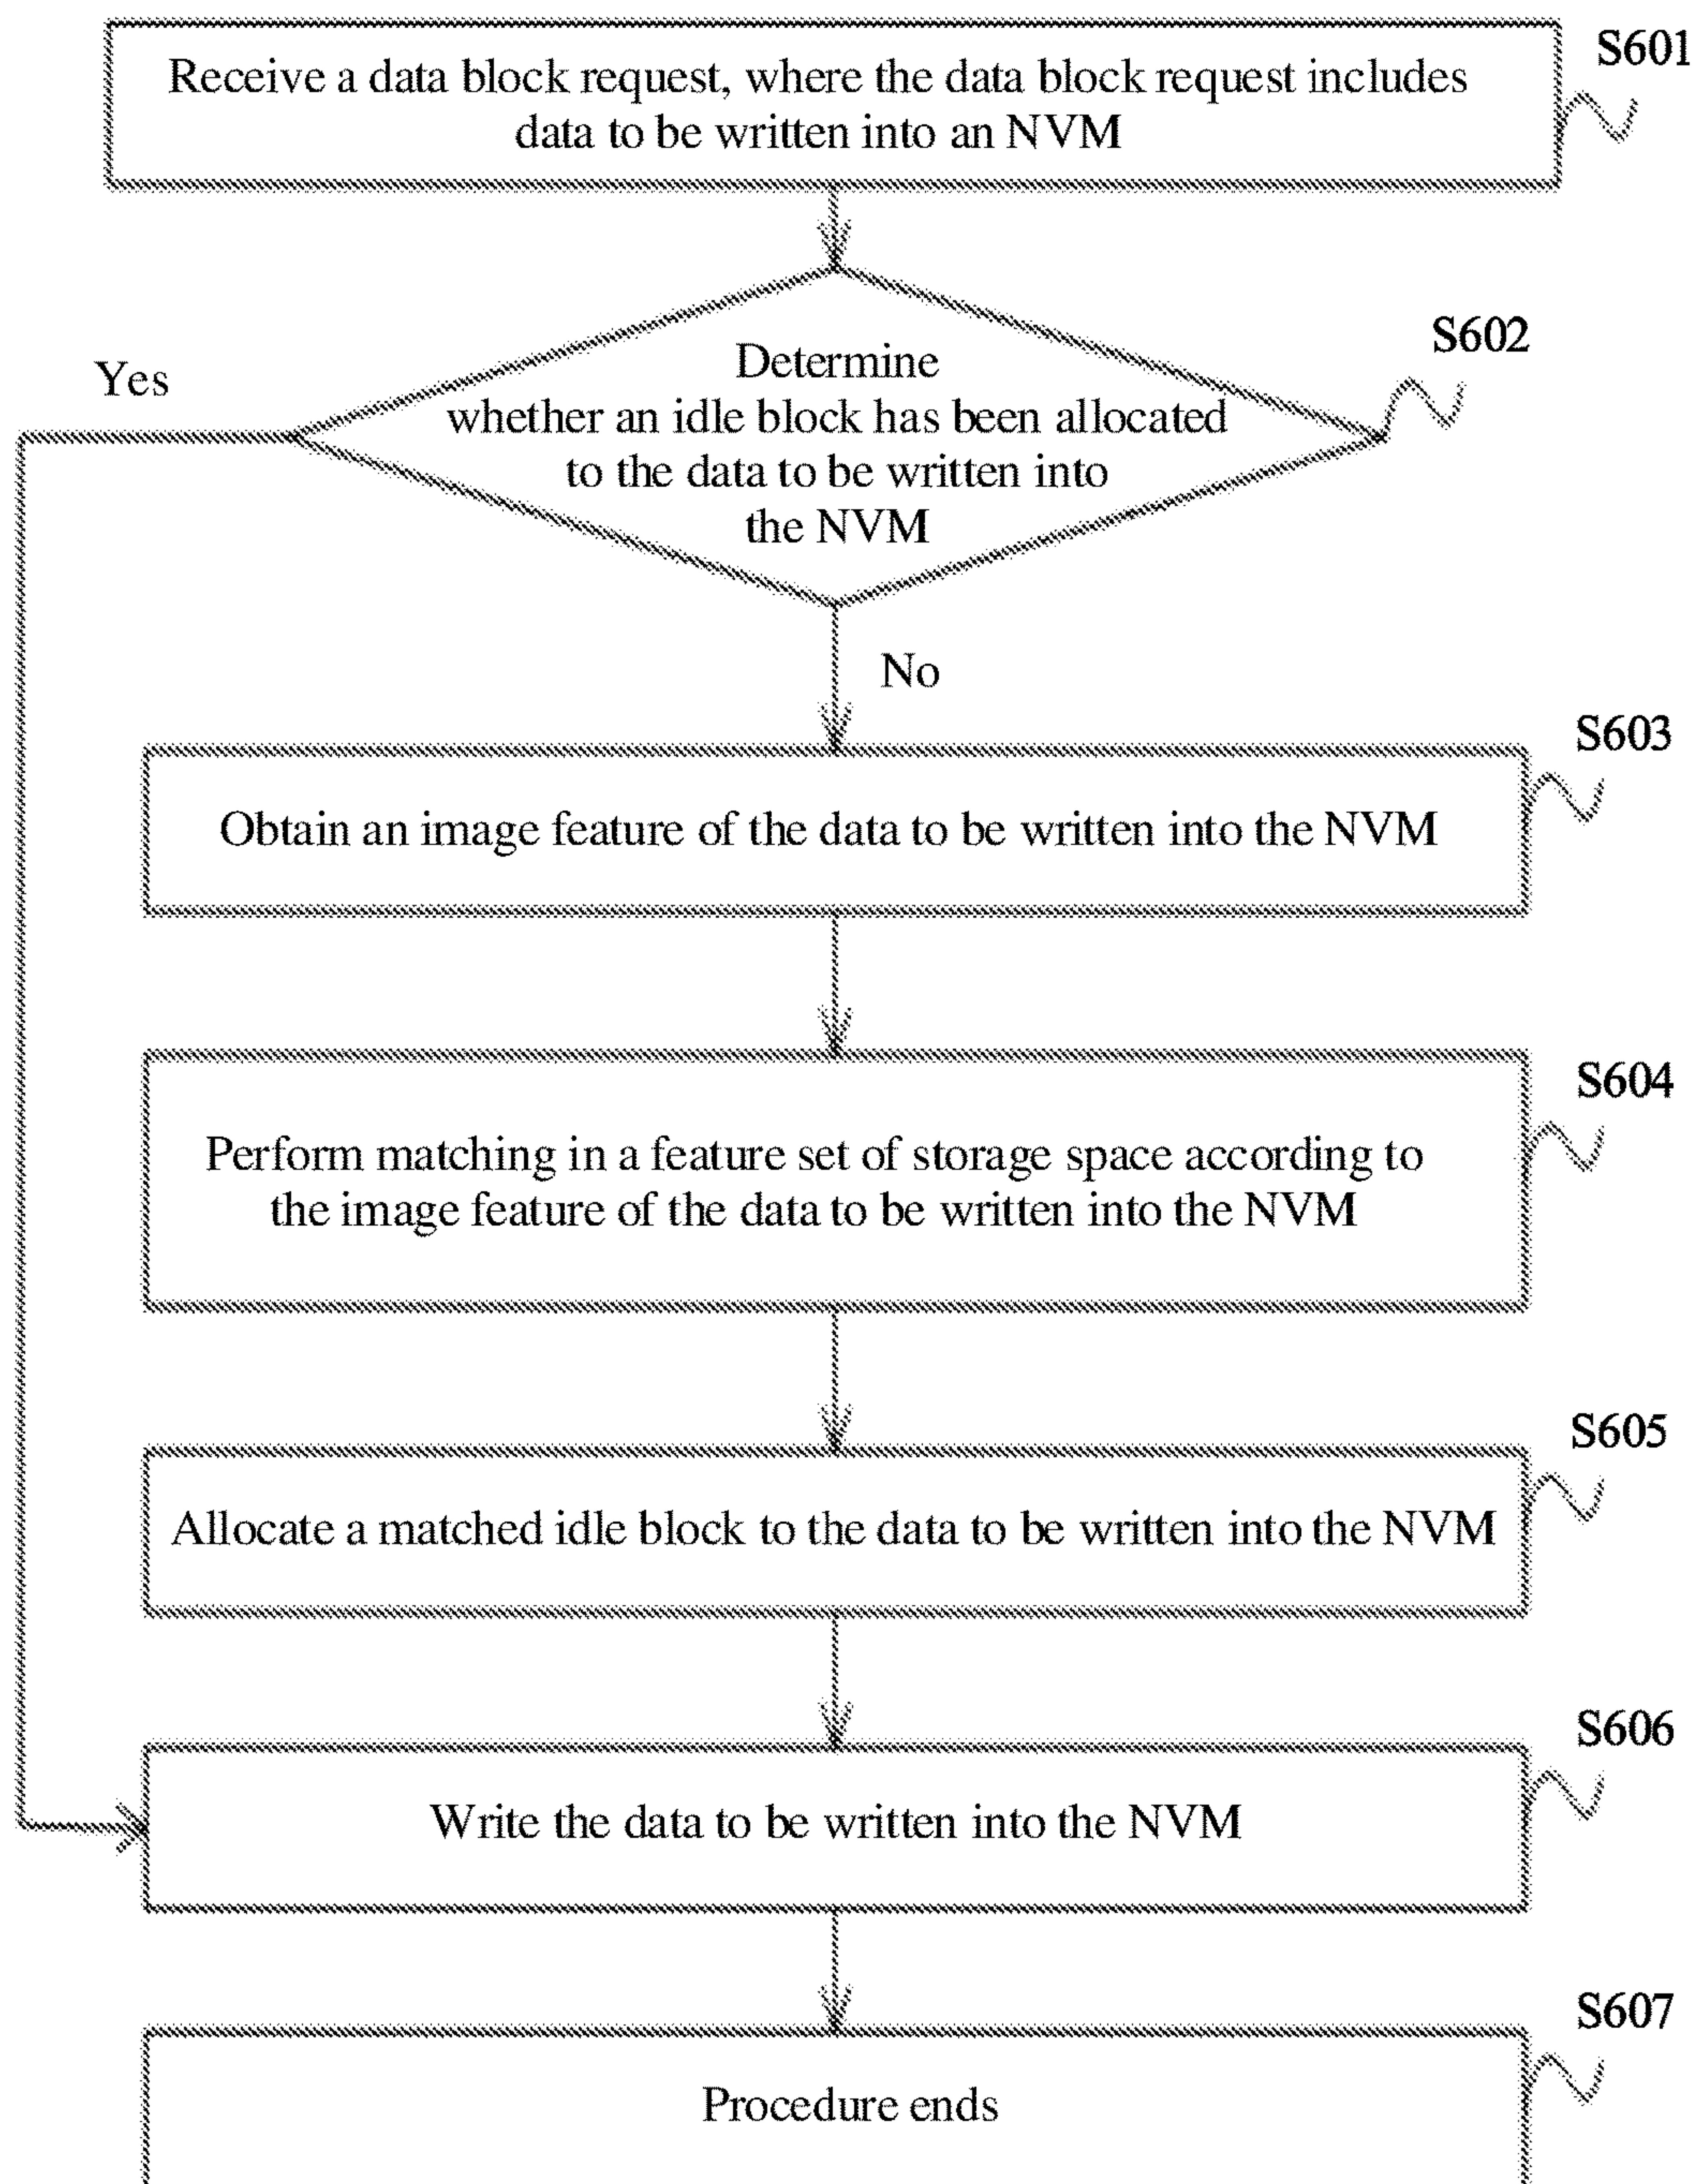 S601
Receive a data block request, where the data block request includes
data to be written into an NVM
S602
Yes
Determine
whether an idle block has been allocated
to the data to be written into
the NVM
No
S603
Obtain an image feature of the data to be written into the NVM
S604
Perform matching in a feature set of storage space according to
the image feature of the data to be written into the NVM
S605
Allocate a matched idle block to the data to be written into the NVM
S606
Write the data to be written into the NVM
S607
Procedure ends